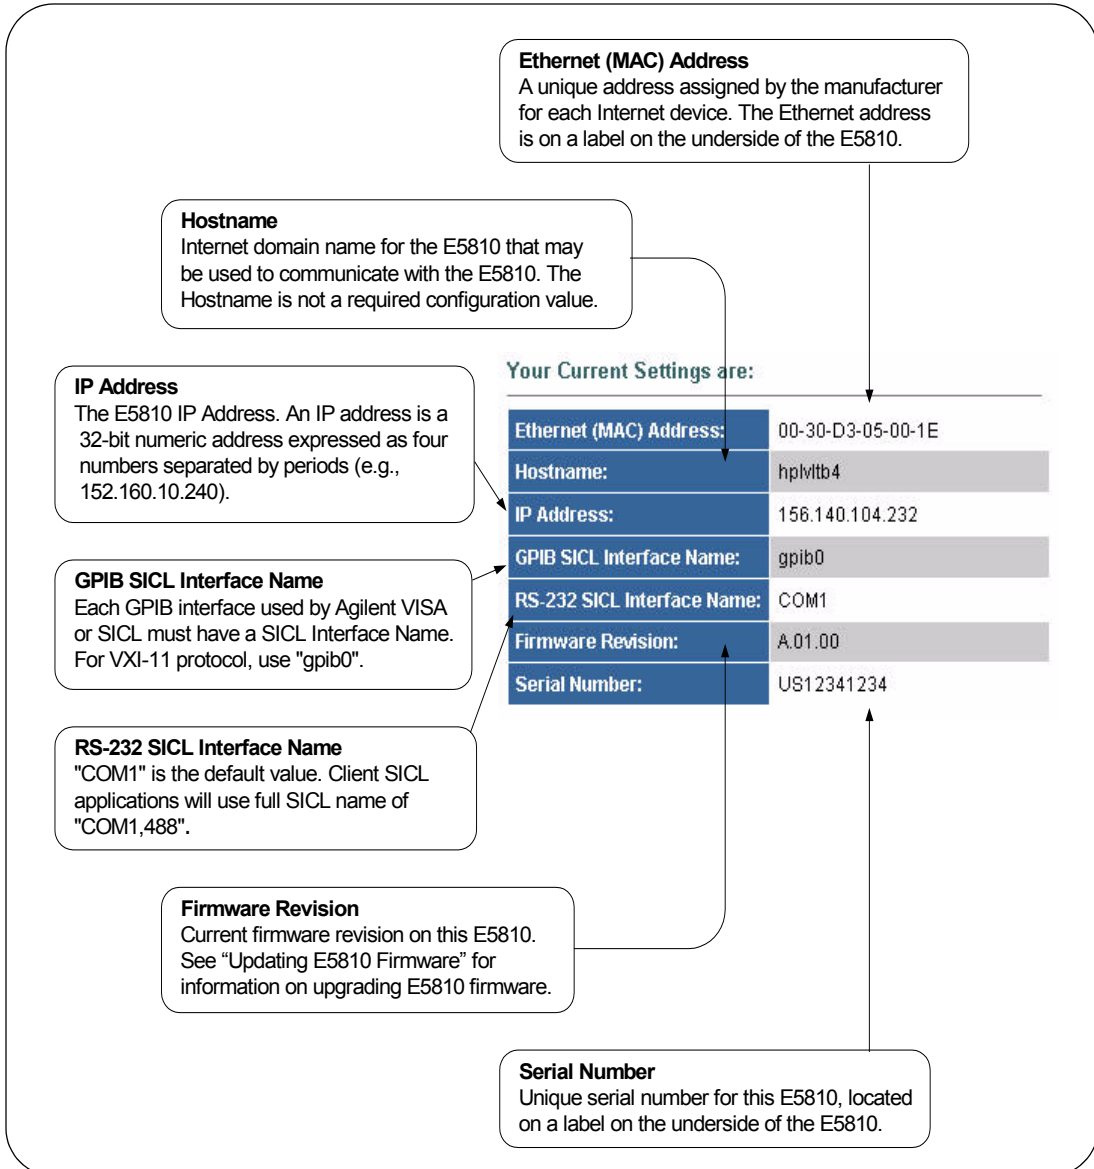 Ethernet (MAC) Address
A unique address assigned by the manufacturer
for each Internet device. The Ethernet address
is on a label on the underside of the E5810.
Hostname
Internet domain name for the E5810 that may
be used to communicate with the E5810. The
Hostname is not a required configuration value.
IP Address
The E5810 IP Address. An IP address is a
32-bit numeric address expressed as four
numbers separated by periods (e.g.,
152.160.10.240).
GPIB SICL Interface Name
Each GPIB interface used by Agilent VISA
or SICL must have a SICL Interface Name.
For VXI-11 protocol, use "gpib0".
RS-232 SICL Interface Name
"COM1" is the default value. Client SICL
applications will use full SICL name of
"COM1,488".
Your Current Settings are:
Ethernet (MAC) Address: 00-30-D3-05-00-1E
Hostname: hplvltb4
IP Address: 156.140.104.232
GPIB SICL Interface Name: gpib0
RS-232 SICL Interface Name: COM1
Firmware Revision: A.01.00
Serial Number: US12341234
Firmware Revision
Current firmware revision on this E5810.
See “Updating E5810 Firmware” for
information on upgrading E5810 firmware.
Serial Number
Unique serial number for this E5810, located
on a label on the underside of the E5810.